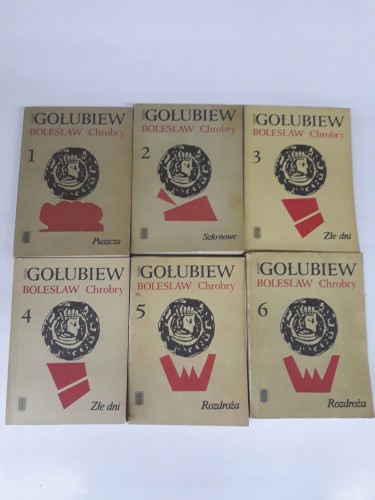 GOŁUBIEW
BOLESŁAW Chrobry
1
Puszcza
GOŁUBIEW
BOLESŁAW Chrobry
2
Szło nowe
GOŁUBIEW
BOLESŁAW Chrobry
3
Złe dni
GOŁUBIEW
BOLESŁAW Chrobry
4
Złe dni
GOŁUBIEW
BOLESŁAW Chrobry
5
Rozdroża
GOŁUBIEW
BOLESŁAW Chrobry
6
Rozdroża